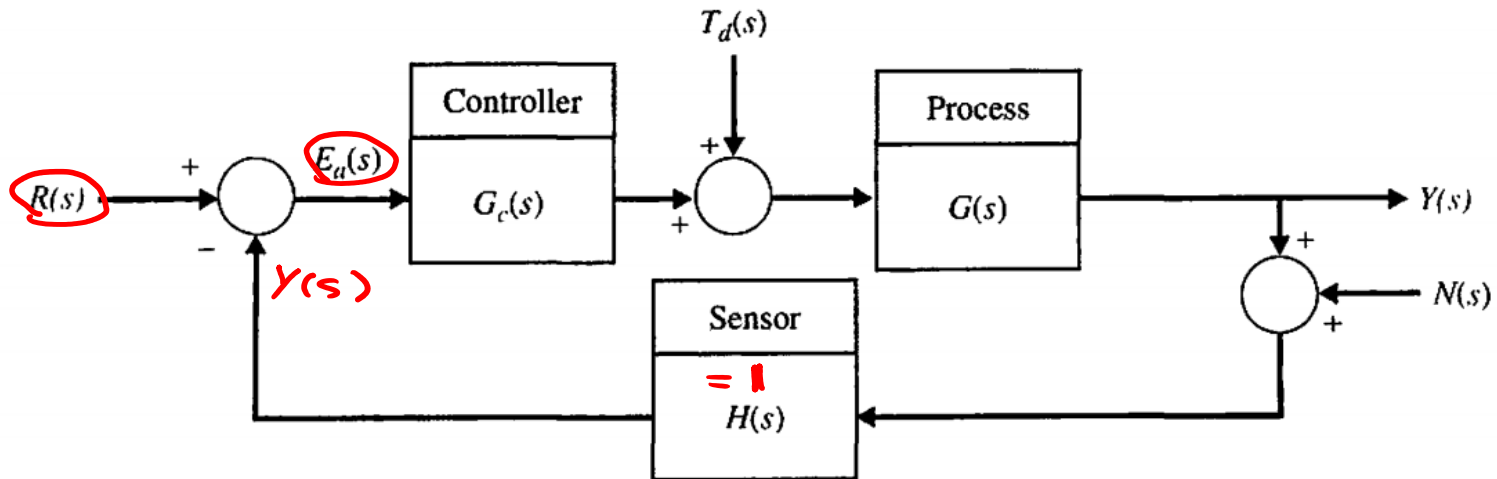 T_d(s)
Controller
Process
+
E_a(s)
+
R(s)
G_c(s)
+
G(s)
Y(s)
−
+
Y(s)
N(s)
+
Sensor
= 1
H(s)